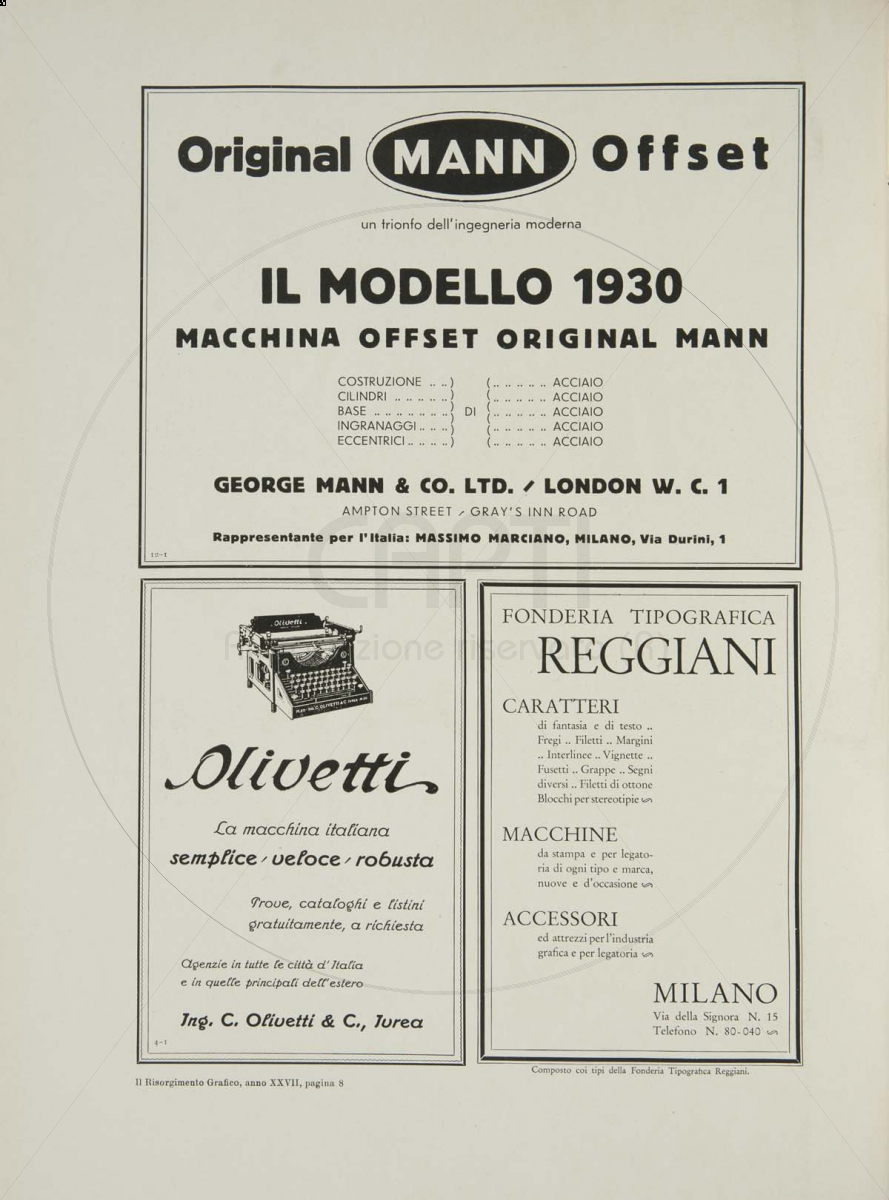 Original MANN Offset
un trionfo dell'ingegneria moderna
IL MODELLO 1930
MACCHINA OFFSET ORIGINAL MANN
COSTRUZIONE .. ..) (.. .. .. .. .. ACCIAIO
CILINDRI .. .. .. .. ..) (.. .. .. .. .. ACCIAIO
BASE .. .. .. .. .. .. ..) DI (.. .. .. .. .. ACCIAIO
INGRANAGGI .. .. ..) (.. .. .. .. .. ACCIAIO
ECCENTRICI .. .. .. ..) (.. .. .. .. .. ACCIAIO
GEORGE MANN & CO. LTD. / LONDON W. C. 1
AMPTON STREET / GRAY'S INN ROAD
Rappresentante per l'Italia: MASSIMO MARCIANO, MILANO, Via Durini, 1
12-1
Olivetti
Olivetti
La macchina italiana
semplice / veloce / robusta
Prove, cataloghi e listini
gratuitamente, a richiesta
Agenzie in tutte le città d'Italia
e in quelle principali dell'estero
Ing. C. Olivetti & C., Ivrea
4-1
FONDERIA TIPOGRAFICA
REGGIANI
CARATTERI
di fantasia e di testo ..
Fregi .. Filetti .. Margini
.. Interlinee .. Vignette ..
Fusetti .. Grappe .. Segni
diversi .. Filetti di ottone
Blocchi per stereotipie
MACCHINE
da stampa e per legato-
ria di ogni tipo e marca,
nuove e d'occasione
ACCESSORI
ed attrezzi per l'industria
grafica e per legatoria
MILANO
Via della Signora N. 15
Telefono N. 80-040
Composto coi tipi della Fonderia Tipografica Reggiani.
Il Risorgimento Grafico, anno XXVII, pagina 8
CAPTI